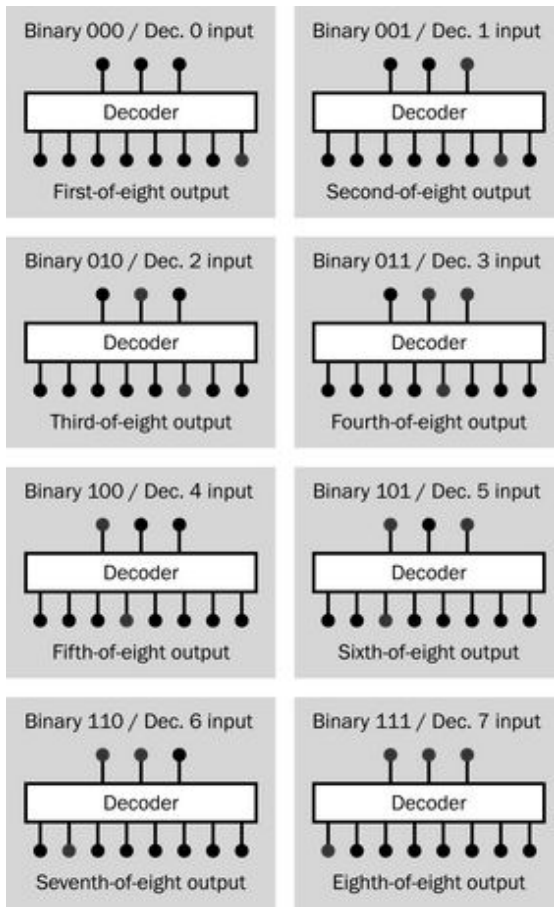 Binary 000 / Dec. 0 input
Decoder
First-of-eight output
Binary 001 / Dec. 1 input
Decoder
Second-of-eight output
Binary 010 / Dec. 2 input
Decoder
Third-of-eight output
Binary 011 / Dec. 3 input
Decoder
Fourth-of-eight output
Binary 100 / Dec. 4 input
Decoder
Fifth-of-eight output
Binary 101 / Dec. 5 input
Decoder
Sixth-of-eight output
Binary 110 / Dec. 6 input
Decoder
Seventh-of-eight output
Binary 111 / Dec. 7 input
Decoder
Eighth-of-eight output